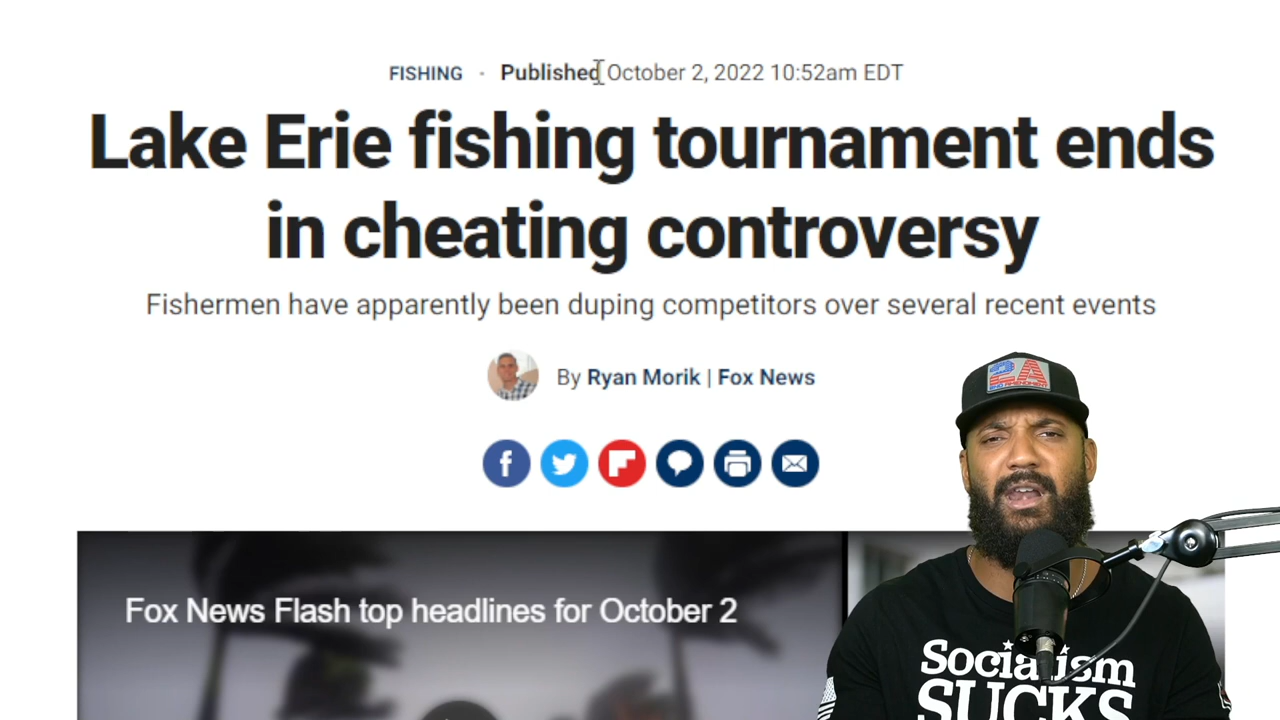 FISHING · Published October 2, 2022 10:52am EDT
Lake Erie fishing tournament ends
in cheating controversy
Fishermen have apparently been duping competitors over several recent events
By Ryan Morik | Fox News
Fox News Flash top headlines for October 2
2A
Socialism
SUCKS